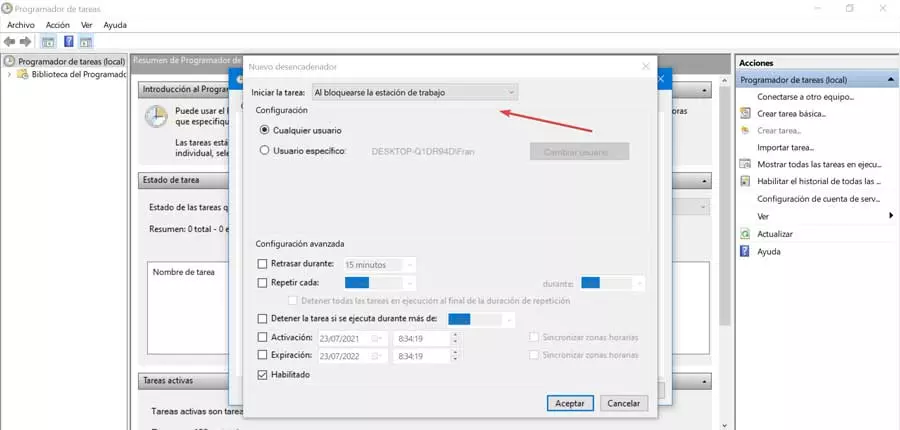 Programador de tareas
Archivo Acción Ver Ayuda
Programador de tareas (local)
Biblioteca del Programado
Resumen de Programador de
Introducción al Program
Puede usar el
que especifiqu
Las tareas está
individual, sele
horas
Estado de tarea
Estado de las tareas q
Resumen: 0 total - 0 e
Nombre de tarea
Tareas activas
Tareas activas son tarea
Nuevo desencadenador
Iniciar la tarea: Al bloquearse la estación de trabajo
Configuración
Cualquier usuario
Usuario específico: DESKTOP-Q1DR94D\Fran Cambiar usuario
Configuración avanzada
Retrasar durante: 15 minutos
Repetir cada: durante:
Detener todas las tareas en ejecución al final de la duración de repetición
Detener la tarea si se ejecuta durante más de:
Activación: 23/07/2021 8:34:19 Sincronizar zonas horarias
Expiración: 23/07/2022 8:34:19 Sincronizar zonas horarias
Habilitado
Aceptar Cancelar
Acciones
Programador de tareas (local)
Conectarse a otro equipo...
Crear tarea básica...
Crear tarea...
Importar tarea...
Mostrar todas las tareas en ejecu...
Habilitar el historial de todas las ...
Configuración de cuenta de serv...
Ver
Actualizar
Ayuda